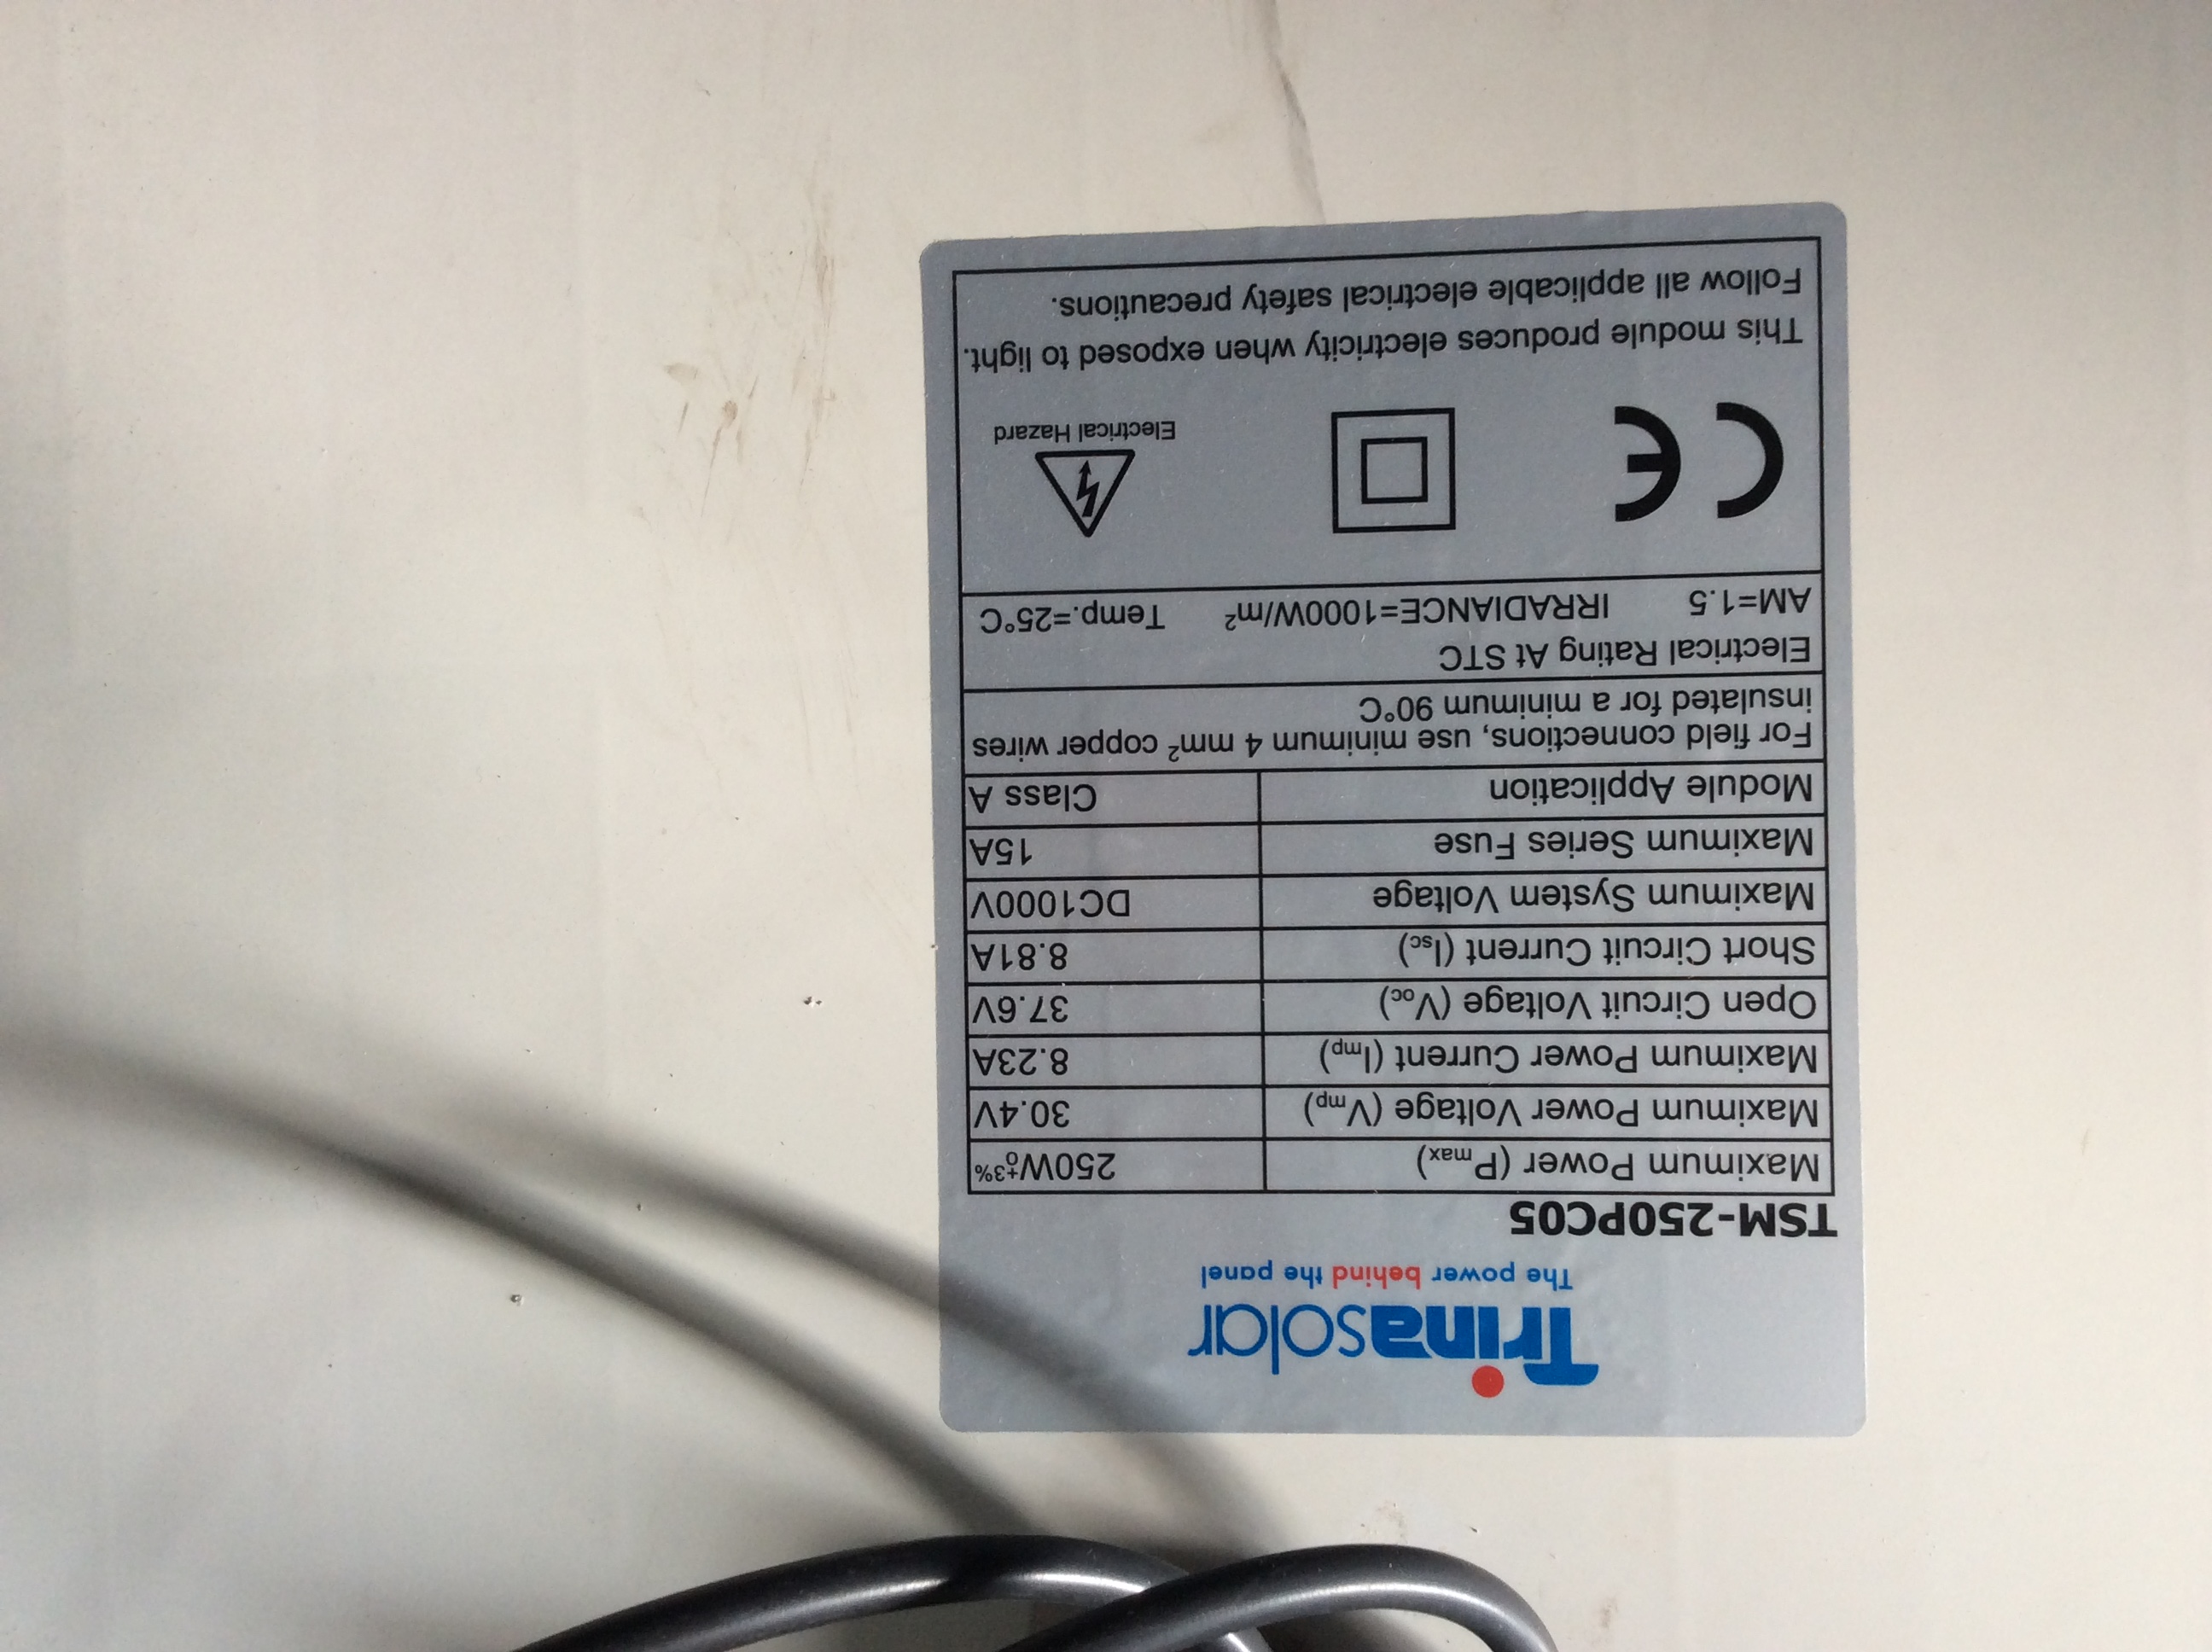 Trinasolar
The power behind the panel
TSM-250PC05
Maximum Power (Pmax) 250W+3% 0
Maximum Power Voltage (Vmp) 30.4V
Maximum Power Current (Imp) 8.23A
Open Circuit Voltage (Voc) 37.6V
Short Circuit Current (Isc) 8.81A
Maximum System Voltage DC1000V
Maximum Series Fuse 15A
Module Application Class A
For field connections, use minimum 4 mm² copper wires
insulated for a minimum 90°C
Electrical Rating At STC
AM=1.5 IRRADIANCE=1000W/m² Temp.=25°C
CE
Electrical Hazard
This module produces electricity when exposed to light.
Follow all applicable electrical safety precautions.